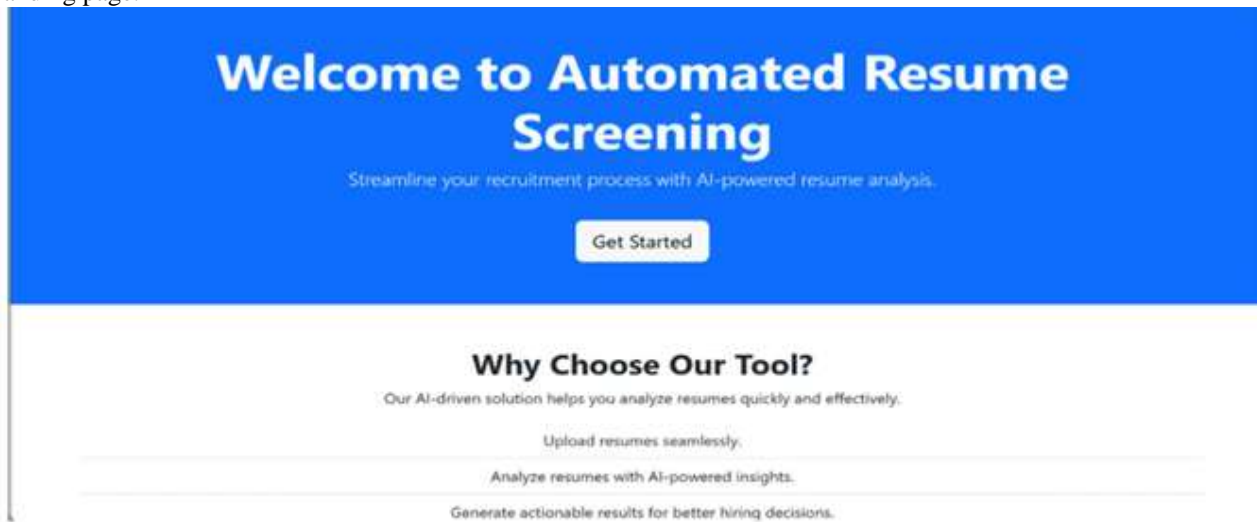 Welcome to Automated Resume
Screening
Streamline your recruitment process with AI-powered resume analysis.
Get Started
Why Choose Our Tool?
Our AI-driven solution helps you analyze resumes quickly and effectively.
Upload resumes seamlessly.
Analyze resumes with AI-powered insights.
Generate actionable results for better hiring decisions.